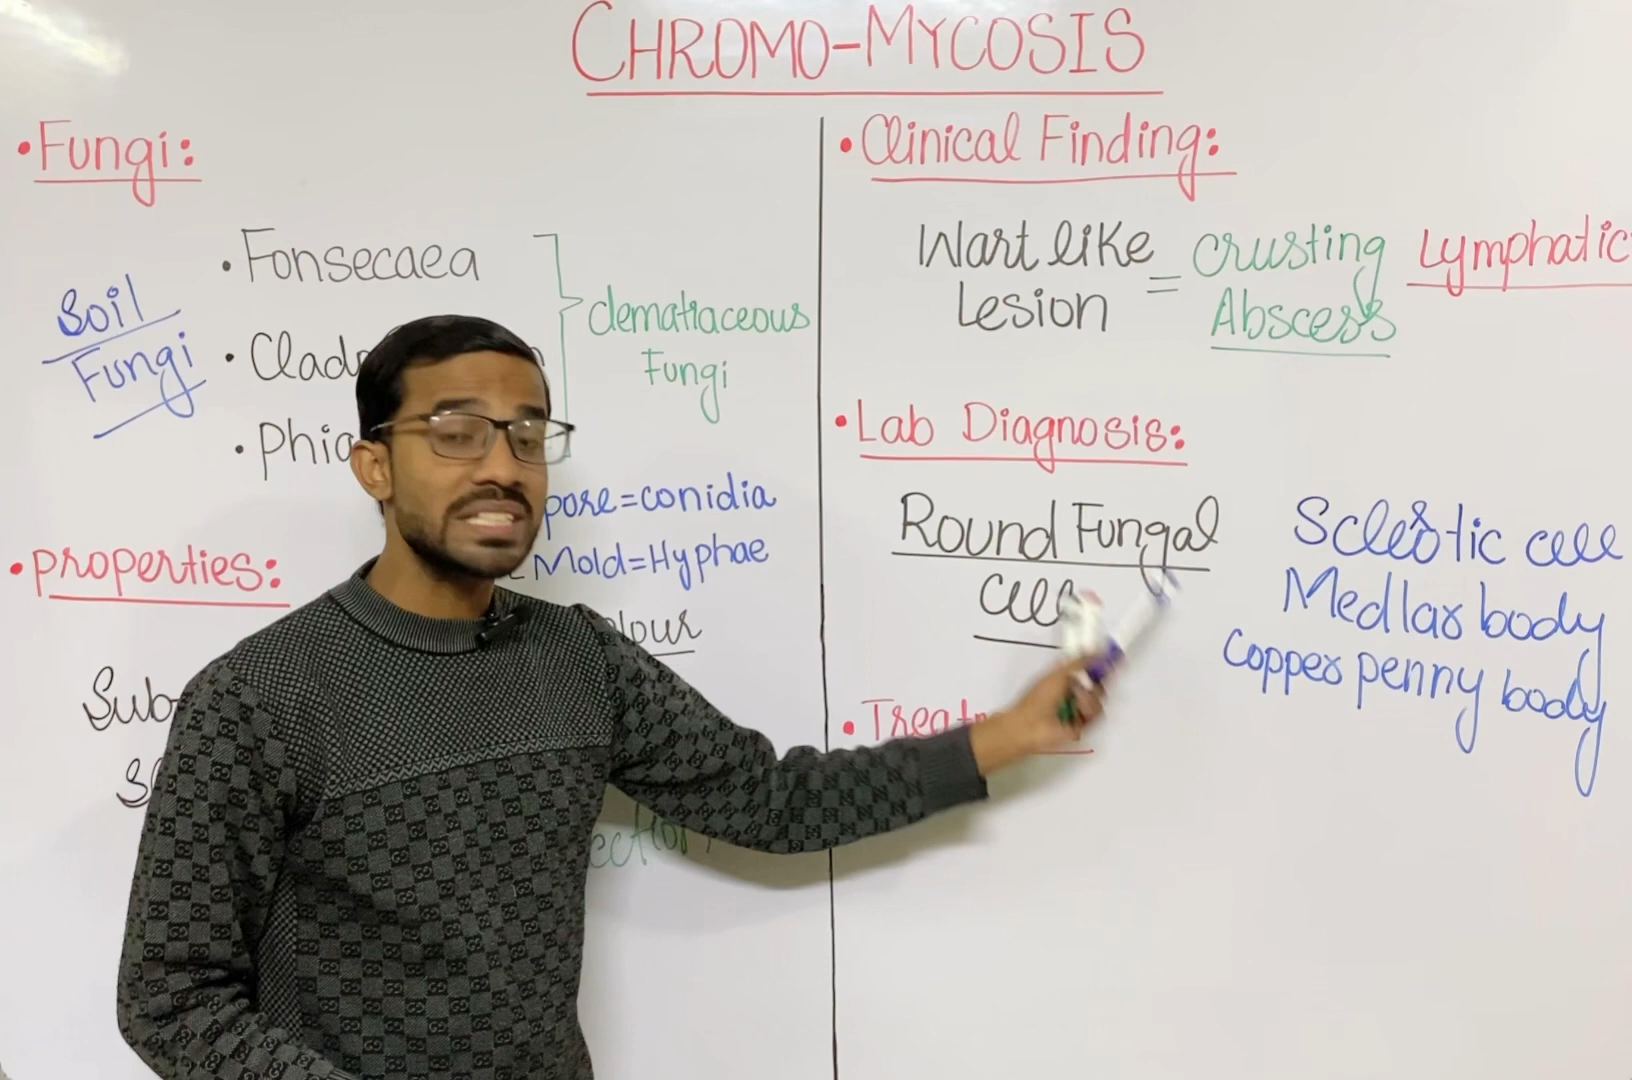 CHROMO-MYCOSIS
•Fungi:
Soil
Fungi
•Fonsecaea
•
•
dematiaceous
Fungi
•properties:
=conidia
Mold=Hyphae
•Clinical Finding:
Wart like
Lesion
= crusting
Abscess
Lymphatic
•Lab Diagnosis:
Round Fungal
cell
Sclerotic cell
Medlar body
Copper penny body
•